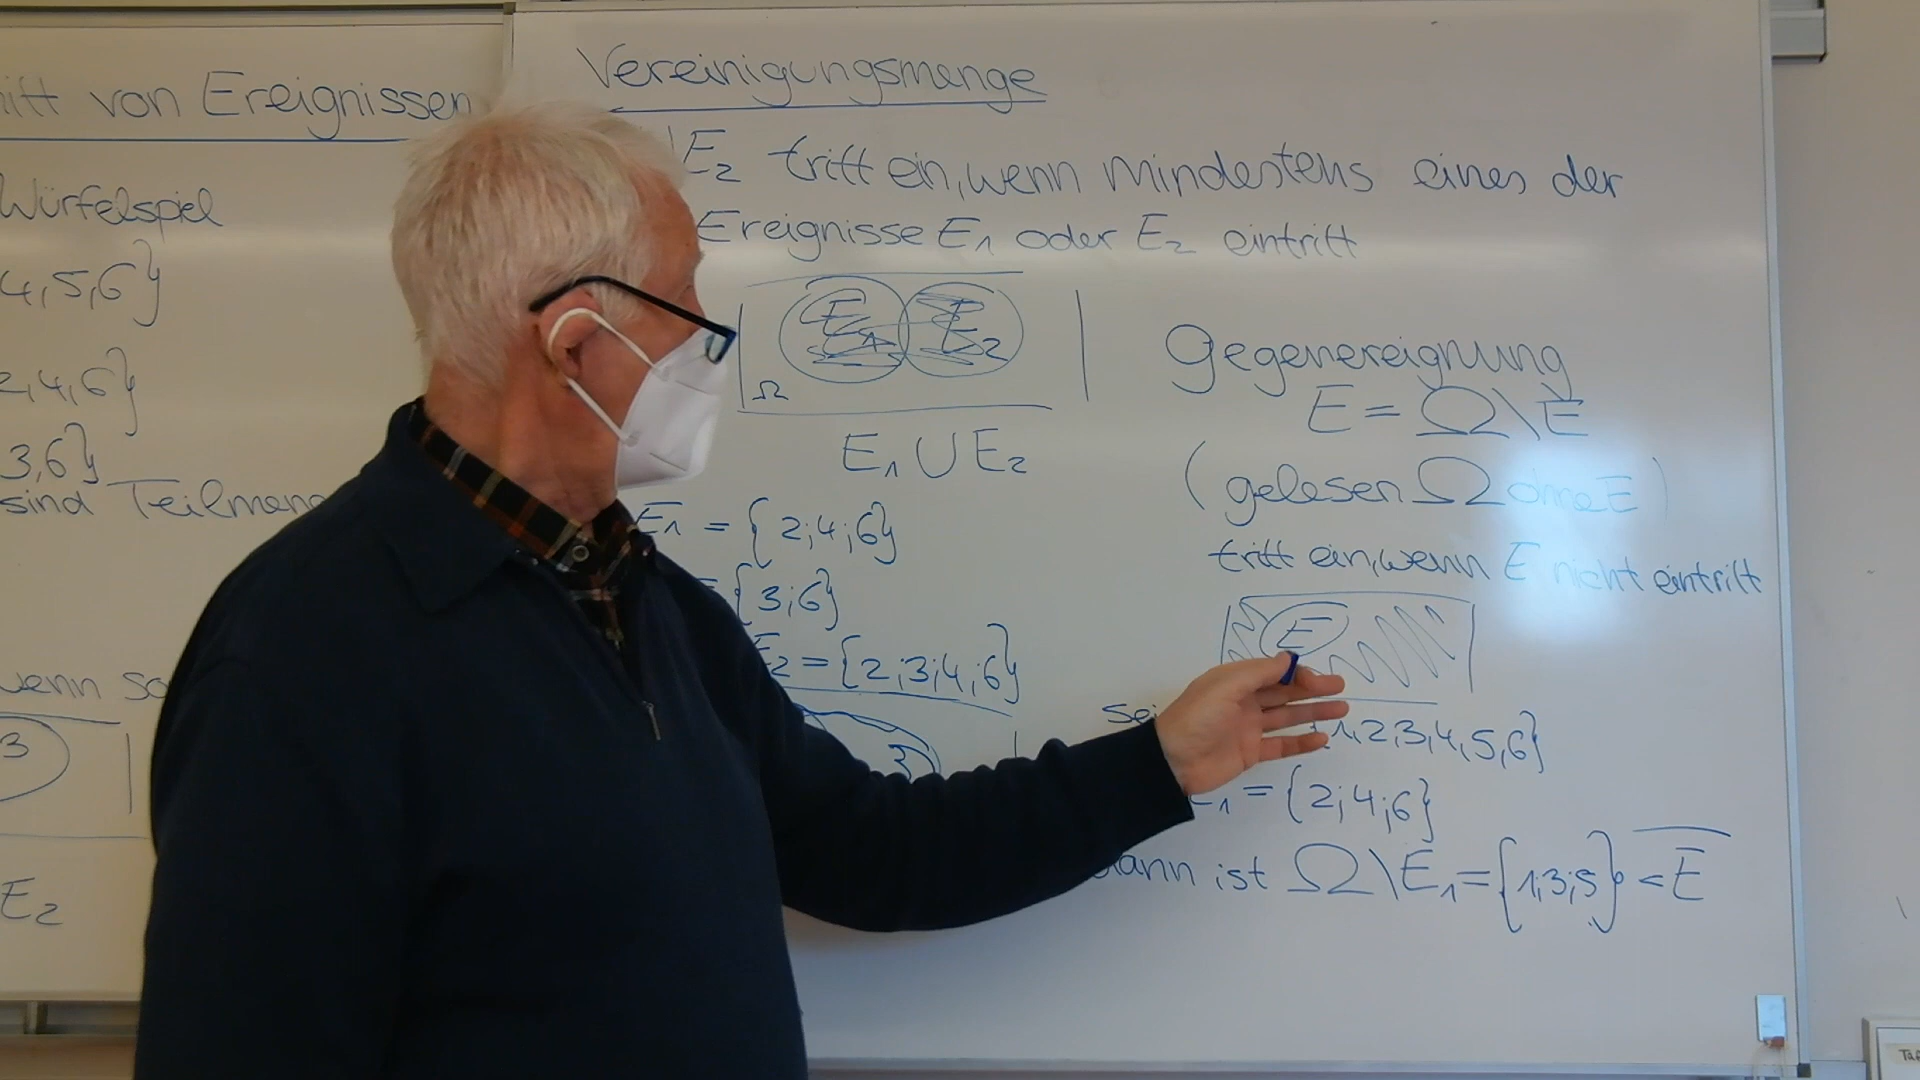 von Ereignissen
Würfelspiel
4,5,6}
2,4,6}
3,6}
sind
wenn
3
E2
Vereinigungsmenge
E2 tritt ein, wenn mindestens eines der
Ereignisse E1 oder E2 eintritt
E1 E2
Ω
E1 ∪ E2
E1 = {2;4;6}
{3;6}
E2 = {2;3;4;6}
3
Gegenereignung
E = Ω\E
(gelesen Ω ohne E)
tritt ein, wenn E nicht eintritt
E
{1,2,3,4,5,6}
E1 = {2;4;6}
dann ist Ω\E1 = {1;3;5} = E̅